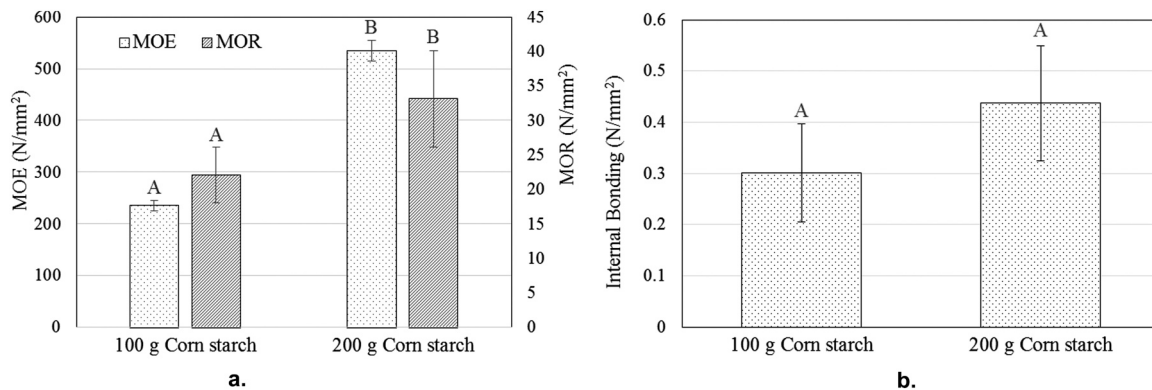 600
500
400
300
200
100
0
MOE (N/mm²)
MOE MOR
A
A
B
B
45
40
35
30
25
20
15
10
5
0
MOR (N/mm²)
100 g Corn starch 200 g Corn starch
a.
0.6
0.5
0.4
0.3
0.2
0.1
0
Internal Bonding (N/mm²)
A
A
100 g Corn starch 200 g Corn starch
b.